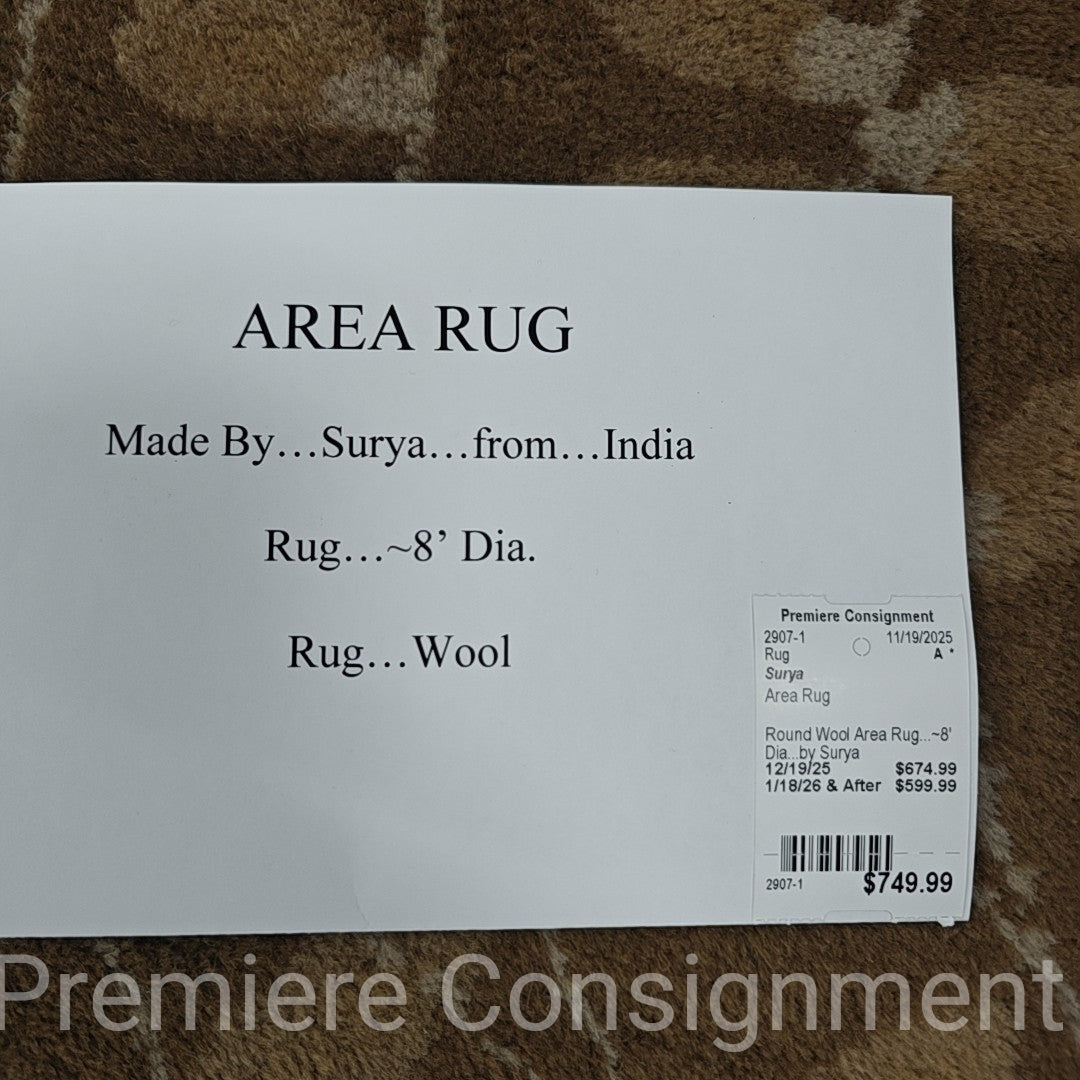 AREA RUG
Made By...Surya...from...India
Rug...~8’ Dia.
Rug...Wool
Premiere Consignment
2907-1 11/19/2025
Rug A *
Surya
Area Rug
Round Wool Area Rug...~8'
Dia...by Surya
12/19/25 $674.99
1/18/26 & After $599.99
2907-1 $749.99
Premiere Consignment